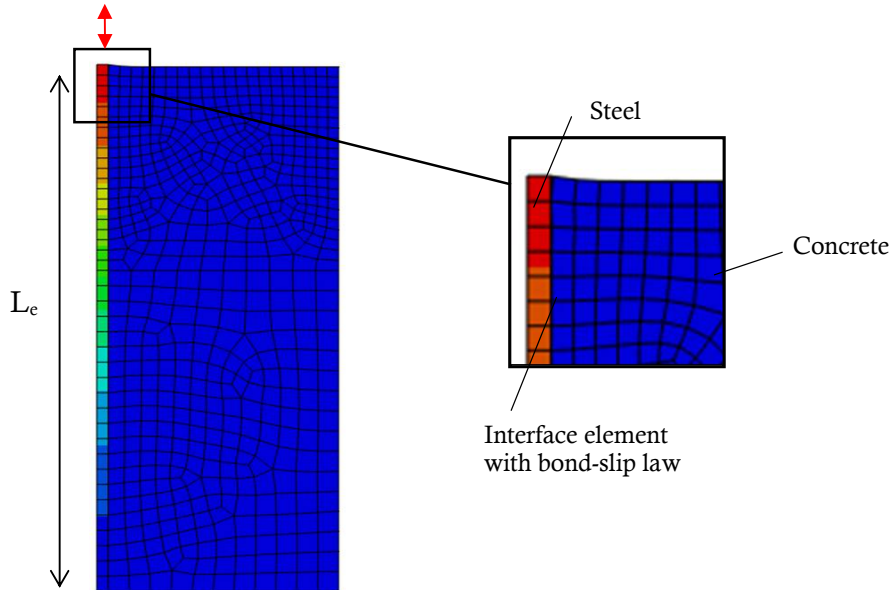 Steel
Concrete
Lₑ
Interface element
with bond-slip law